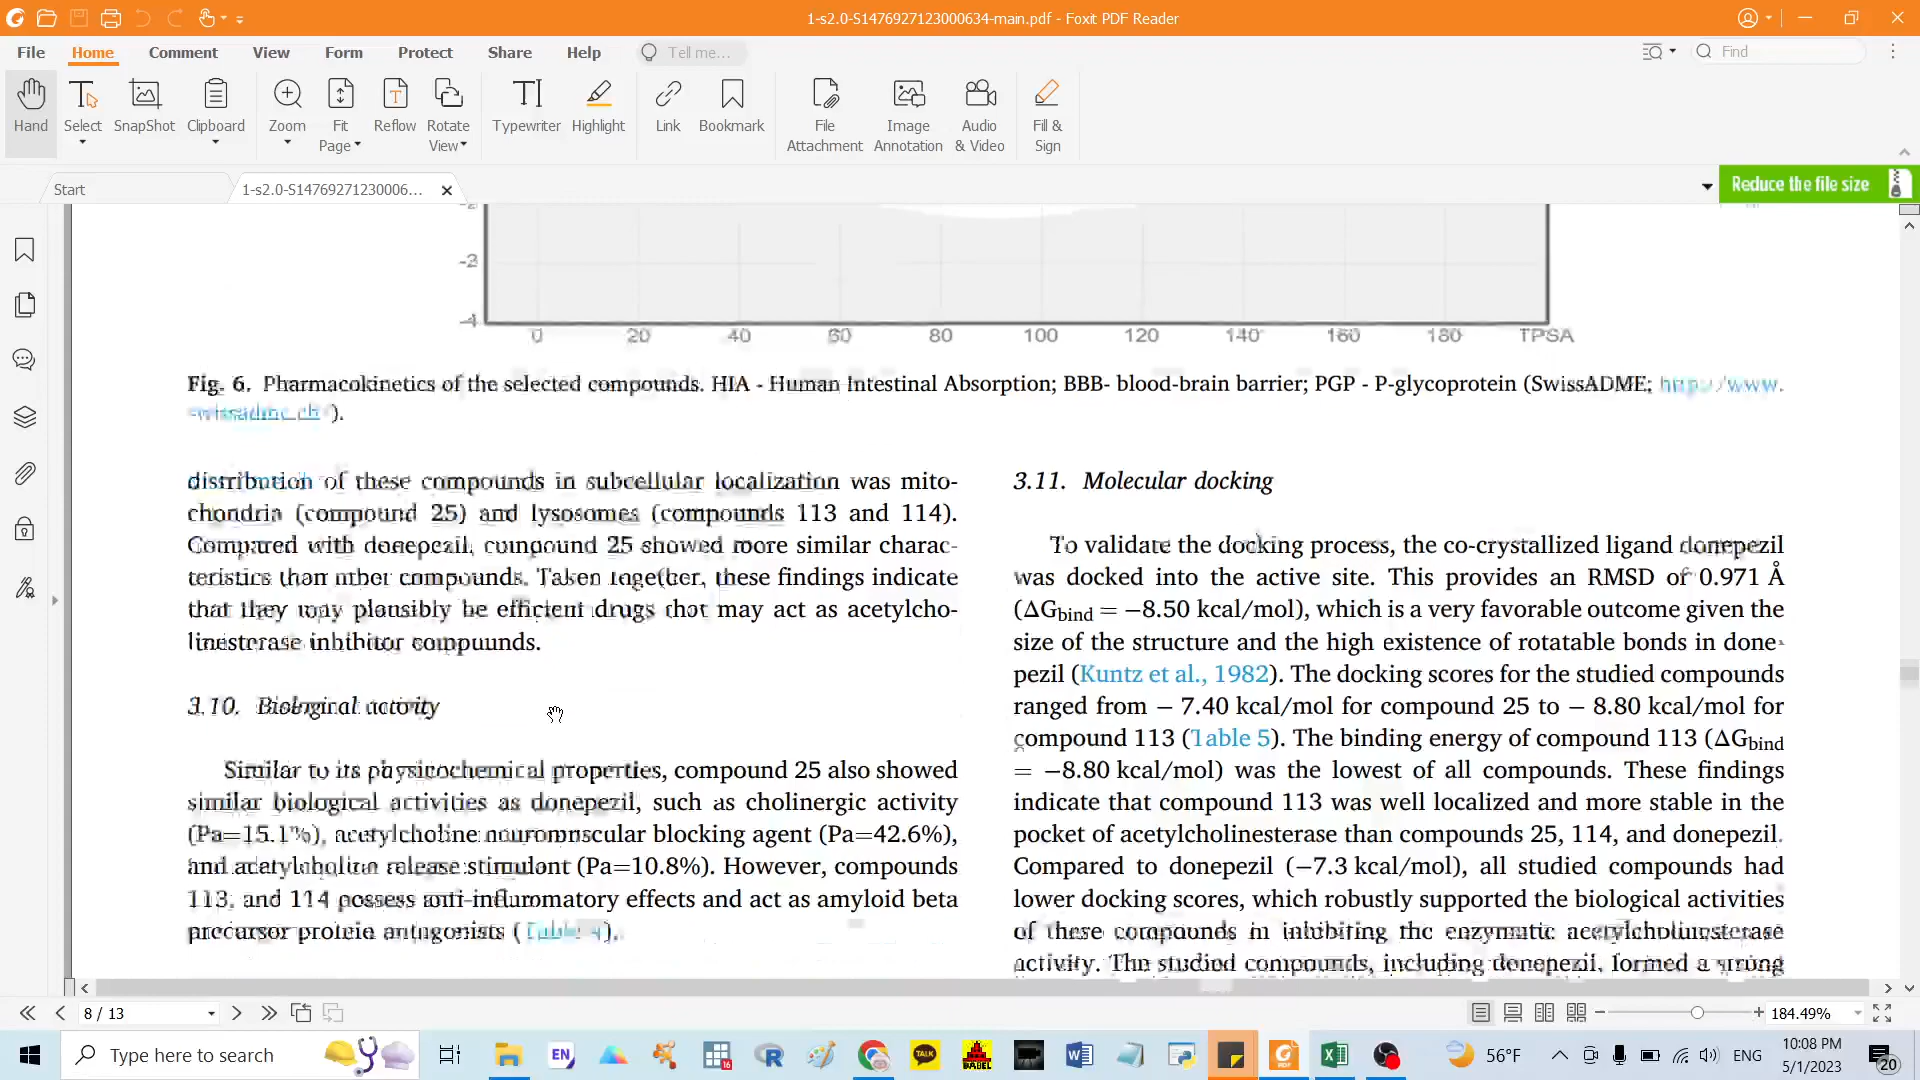 1-s2.0-S1476927123000634-main.pdf - Foxit PDF Reader
File Home Comment View Form Protect Share Help Tell me... Find
Hand Select SnapShot Clipboard Zoom Fit Page Reflow Rotate View Typewriter Highlight Link Bookmark File Attachment Image Annotation Audio & Video Fill & Sign
Start 1-s2.0-S14769271230006... Reduce the file size
-2
-3
-4
0 20 40 60 80 100 120 140 160 180 TPSA
Fig. 6. Pharmacokinetics of the selected compounds. HIA - Human Intestinal Absorption; BBB- blood-brain barrier; PGP - P-glycoprotein (SwissADME; http://www.
swissadme.ch ).
distribution of these compounds in subcellular localization was mito-
chondria (compound 25) and lysosomes (compounds 113 and 114).
Compared with donepezil, compound 25 showed more similar charac-
teristics than other compounds. Taken together, these findings indicate
that they may plausibly be efficient drugs that may act as acetylcho-
linesterase inhibitor compounds.
3.10. Biological activity
Similar to its physicochemical properties, compound 25 also showed
similar biological activities as donepezil, such as cholinergic activity
(Pa=15.1%), acetylcholine neuromuscular blocking agent (Pa=42.6%),
and acetylcholine release stimulant (Pa=10.8%). However, compounds
113, and 114 possess anti-inflammatory effects and act as amyloid beta
precursor protein antagonists (Table 4).
3.11. Molecular docking
To validate the docking process, the co-crystallized ligand donepezil
was docked into the active site. This provides an RMSD of 0.971 Å
(ΔGbind = −8.50 kcal/mol), which is a very favorable outcome given the
size of the structure and the high existence of rotatable bonds in done-
pezil (Kuntz et al., 1982). The docking scores for the studied compounds
ranged from − 7.40 kcal/mol for compound 25 to − 8.80 kcal/mol for
compound 113 (Table 5). The binding energy of compound 113 (ΔGbind
= −8.80 kcal/mol) was the lowest of all compounds. These findings
indicate that compound 113 was well localized and more stable in the
pocket of acetylcholinesterase than compounds 25, 114, and donepezil.
Compared to donepezil (−7.3 kcal/mol), all studied compounds had
lower docking scores, which robustly supported the biological activities
of these compounds in inhibiting the enzymatic acetylcholinesterase
activity. The studied compounds, including donepezil, formed a strong
8 / 13 184.49%
Type here to search EN 16 TALK BABEL 56°F ENG 10:08 PM
5/1/2023 20